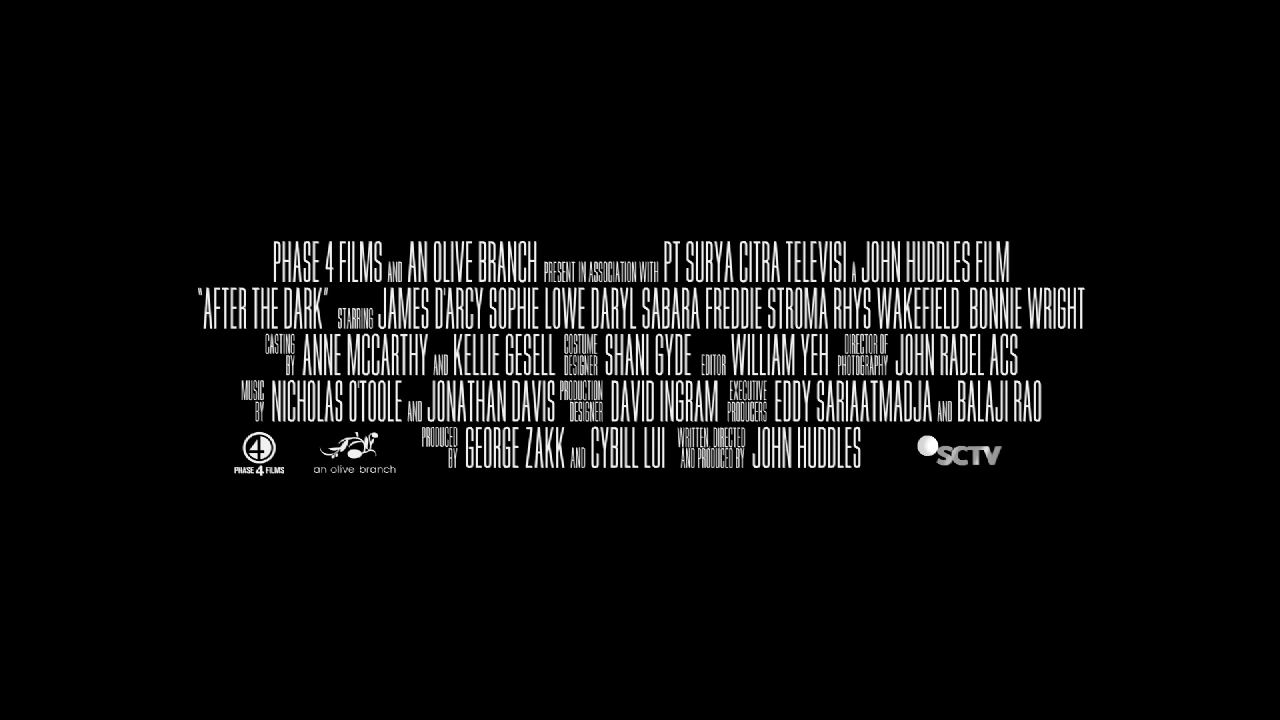 PHASE 4 FILMS AND AN OLIVE BRANCH PRESENT IN ASSOCIATION WITH PT SURYA CITRA TELEVISI A JOHN HUDDLES FILM
"AFTER THE DARK" STARRING JAMES D'ARCY SOPHIE LOWE DARYL SABARA FREDDIE STROMA RHYS WAKEFIELD BONNIE WRIGHT
CASTING BY ANNE MCCARTHY AND KELLIE GESELL COSTUME DESIGNER SHANI GYDE EDITOR WILLIAM YEH DIRECTOR OF PHOTOGRAPHY JOHN RADEL ACS
MUSIC BY NICHOLAS O'TOOLE AND JONATHAN DAVIS PRODUCTION DESIGNER DAVID INGRAM EXECUTIVE PRODUCERS EDDY SARIAATMADJA AND BALAJI RAO
PRODUCED BY GEORGE ZAKK AND CYBILL LUI WRITTEN, DIRECTED AND PRODUCED BY JOHN HUDDLES
4 PHASE 4 FILMS
an olive branch
SCTV